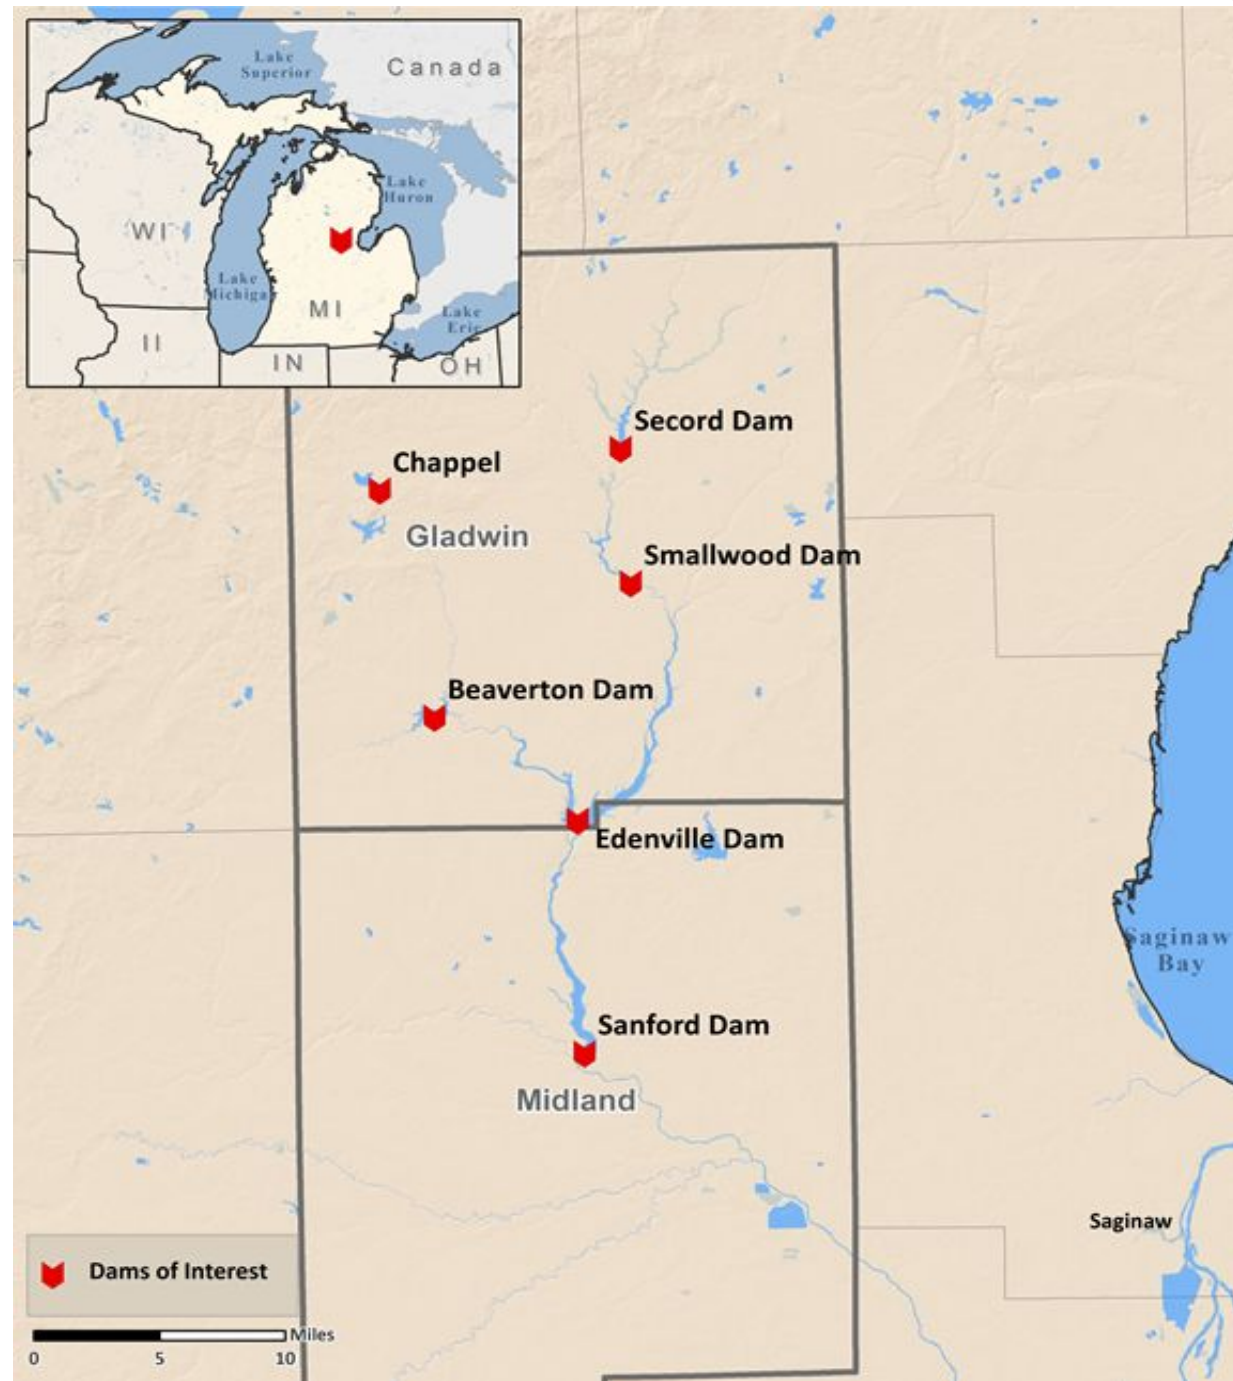 Lake
Superior
Canada
Lake
Huron
WI
Lake
Michigan
MI
Lake
Erie
II
IN
OH
Secord Dam
Chappel
Gladwin
Smallwood Dam
Beaverton Dam
Edenville Dam
Saginaw
Bay
Sanford Dam
Midland
Saginaw
Dams of Interest
Miles
0 5 10